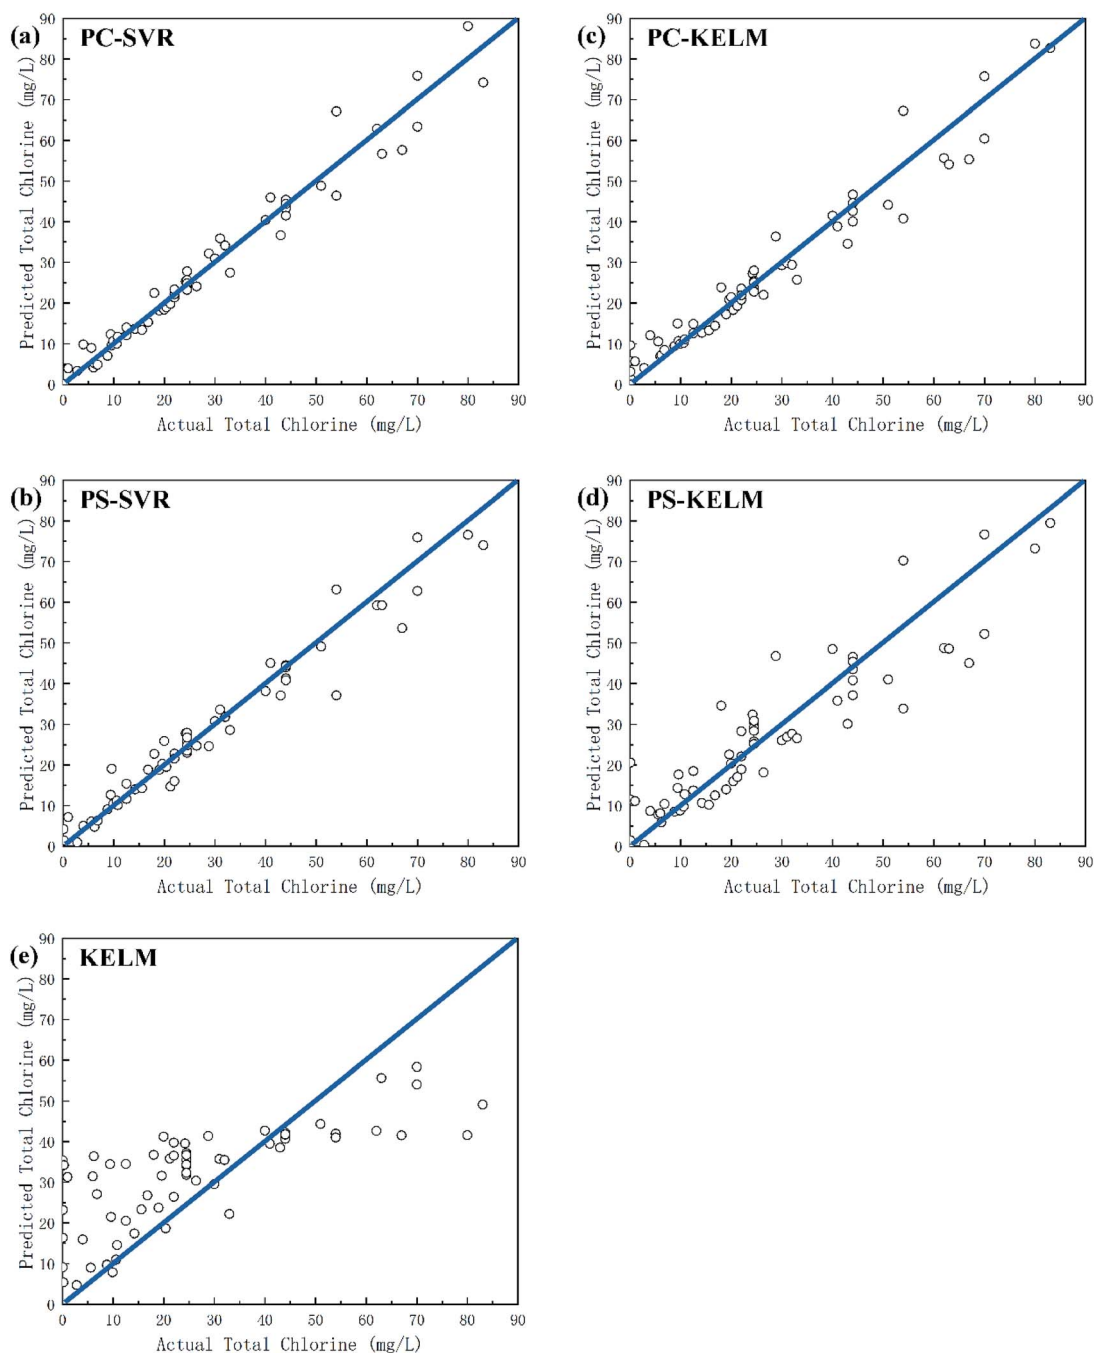 (a) PC-SVR
Predicted Total Chlorine (mg/L)
90
80
70
60
50
40
30
20
10
0
0 10 20 30 40 50 60 70 80 90
Actual Total Chlorine (mg/L)
(c) PC-KELM
Predicted Total Chlorine (mg/L)
90
80
70
60
50
40
30
20
10
0
0 10 20 30 40 50 60 70 80 90
Actual Total Chlorine (mg/L)
(b) PS-SVR
Predicted Total Chlorine (mg/L)
90
80
70
60
50
40
30
20
10
0
0 10 20 30 40 50 60 70 80 90
Actual Total Chlorine (mg/L)
(d) PS-KELM
Predicted Total Chlorine (mg/L)
90
80
70
60
50
40
30
20
10
0
0 10 20 30 40 50 60 70 80 90
Actual Total Chlorine (mg/L)
(e) KELM
Predicted Total Chlorine (mg/L)
90
80
70
60
50
40
30
20
10
0
0 10 20 30 40 50 60 70 80 90
Actual Total Chlorine (mg/L)